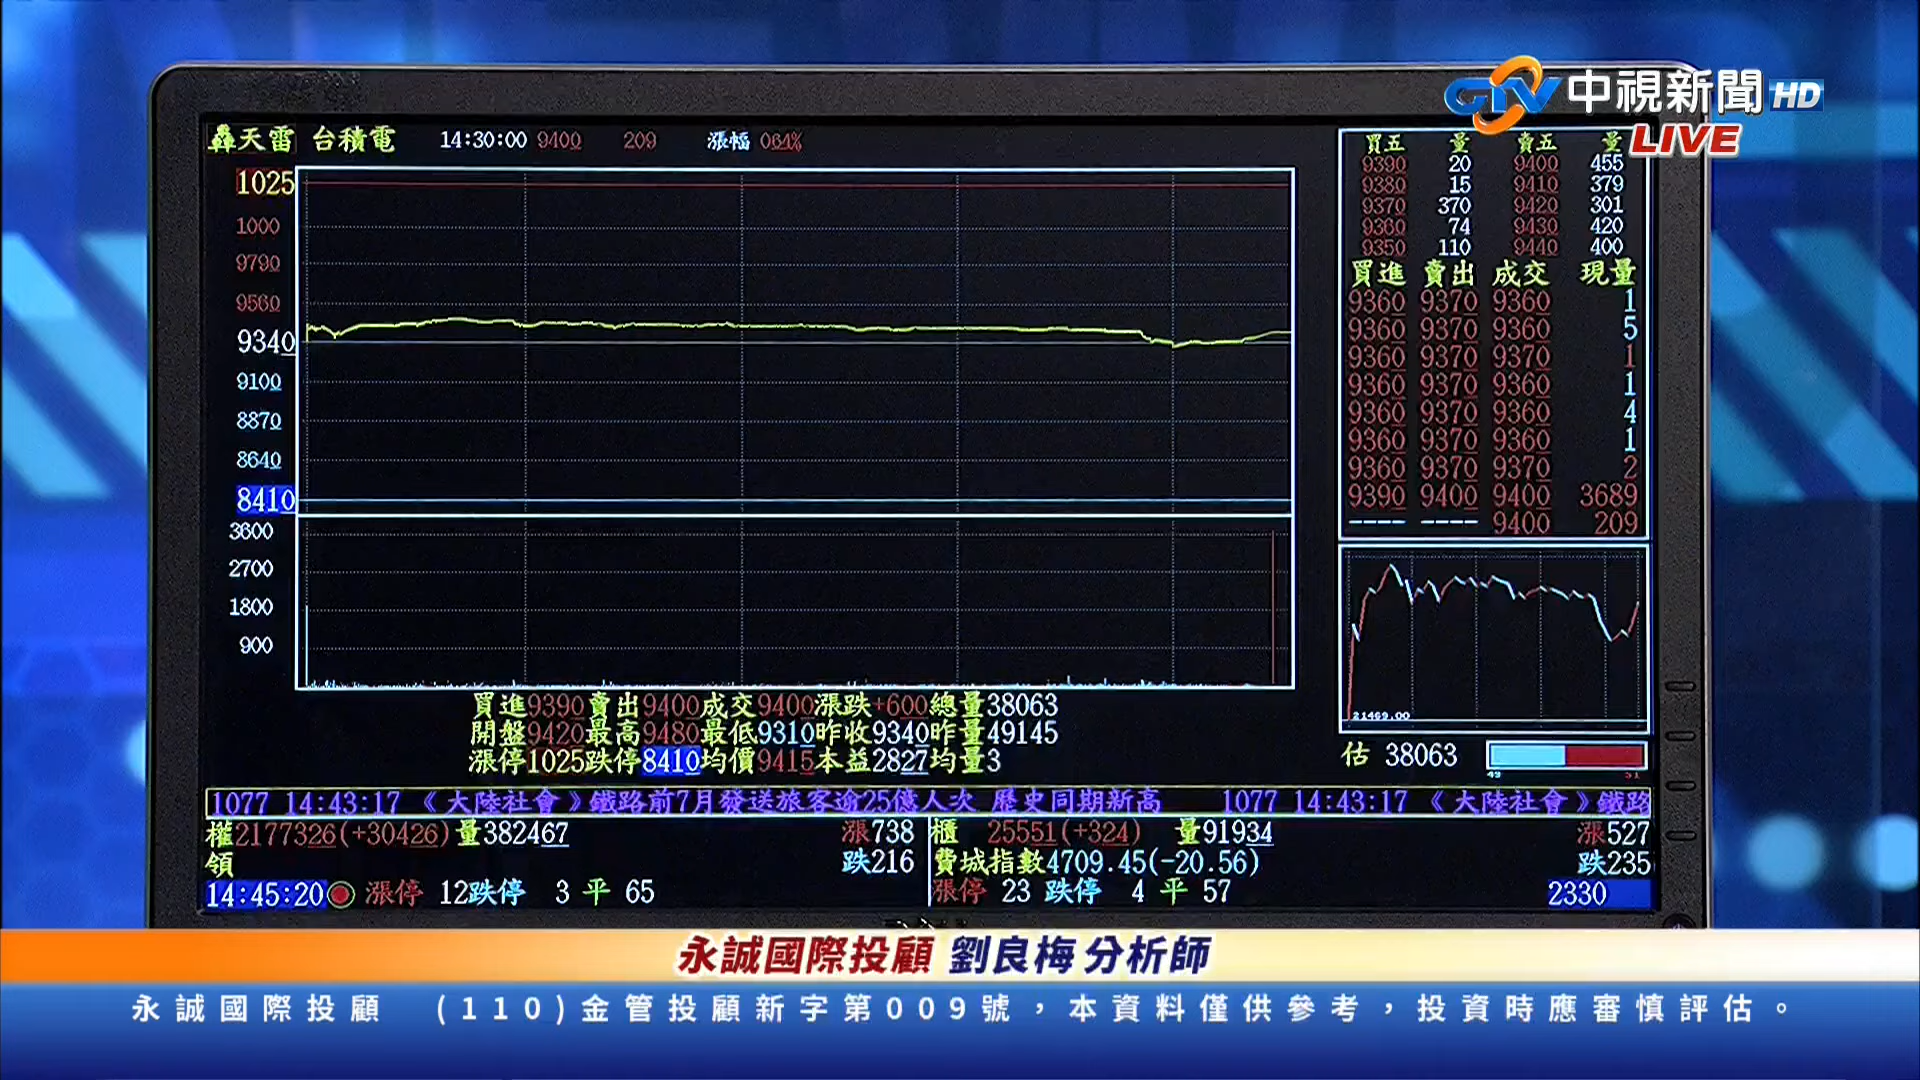 CTV 中視新聞 HD
LIVE
轟天雷 台積電 14:30:00 9400 209 漲幅 064%
1025
1000
9790
9560
9340
9100
8870
8640
8410
3600
2700
1800
900
買五 量 賣五 量
9390 20 9400 455
9380 15 9410 379
9370 370 9420 301
9360 74 9430 420
9350 110 9440 400
買進 賣出 成交 現量
9360 9370 9360 1
9360 9370 9360 5
9360 9370 9370 1
9360 9370 9360 1
9360 9370 9360 4
9360 9370 9360 1
9360 9370 9370 2
9390 9400 9400 3689
---- ---- 9400 209
21469.00
估 38063
49 51
買進9390賣出9400成交9400漲跌+600總量38063
開盤9420最高9480最低9310昨收9340昨量49145
漲停1025跌停8410均價9415本益2827均量3
1077 14:43:17 《大陸社會》鐵路前7月發送旅客逾25億人次 歷史同期新高 1077 14:43:17 《大陸社會》鐵路
權2177326(+30426)量382467 漲738
領 跌216
14:45:20 漲停 12跌停 3 平 65
櫃 25551(+324) 量91934 漲527
費城指數4709.45(-20.56) 跌235
漲停 23 跌停 4 平 57 2330
永誠國際投顧 劉良梅分析師
永誠國際投顧 (110)金管投顧新字第009號，本資料僅供參考，投資時應審慎評估。